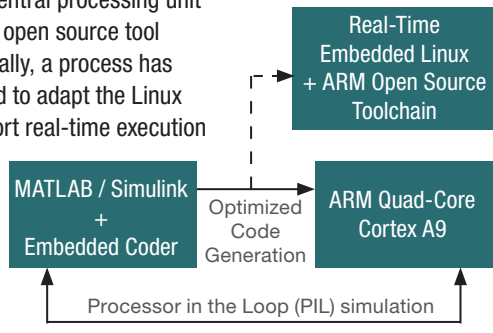 entral processing unit
open source tool
ally, a process has
d to adapt the Linux
ort real-time execution
Real-Time
Embedded Linux
+ ARM Open Source
Toolchain
MATLAB / Simulink
+
Embedded Coder
Optimized
Code
Generation
ARM Quad-Core
Cortex A9
Processor in the Loop (PIL) simulation